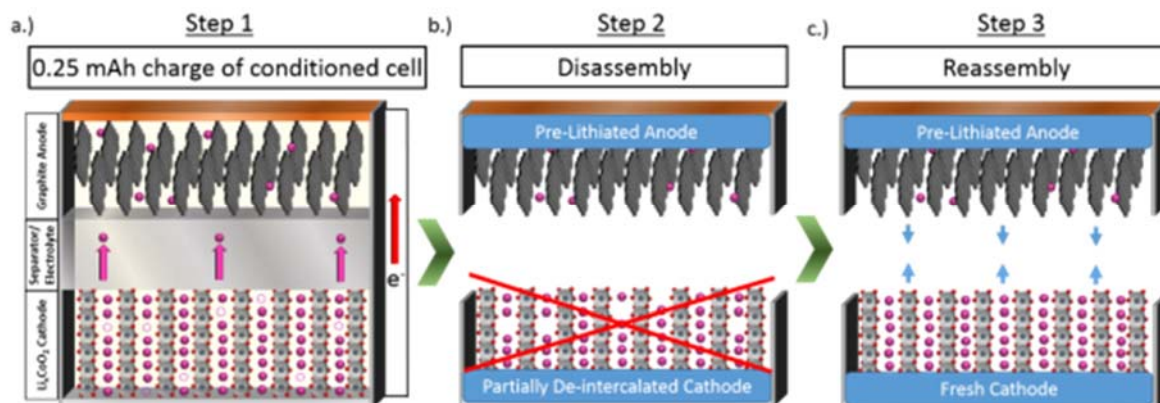 a.)
Step 1
0.25 mAh charge of conditioned cell
Graphite Anode
Separator/
Electrolyte
LiₓCoO₂ Cathode
e⁻
b.)
Step 2
Disassembly
Pre-Lithiated Anode
Partially De-intercalated Cathode
c.)
Step 3
Reassembly
Pre-Lithiated Anode
Fresh Cathode